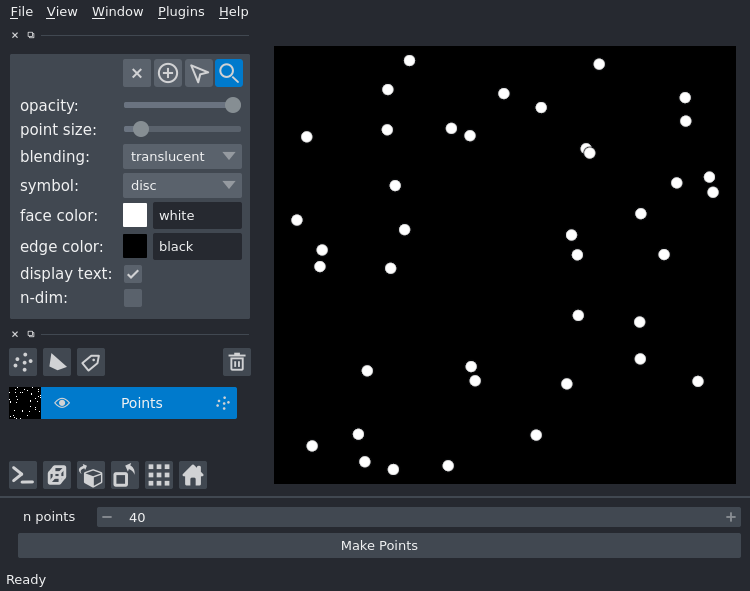 File View Window Plugins Help
opacity:
point size:
blending: translucent
symbol: disc
face color: white
edge color: black
display text:
n-dim:
Points
n points 40
Make Points
Ready